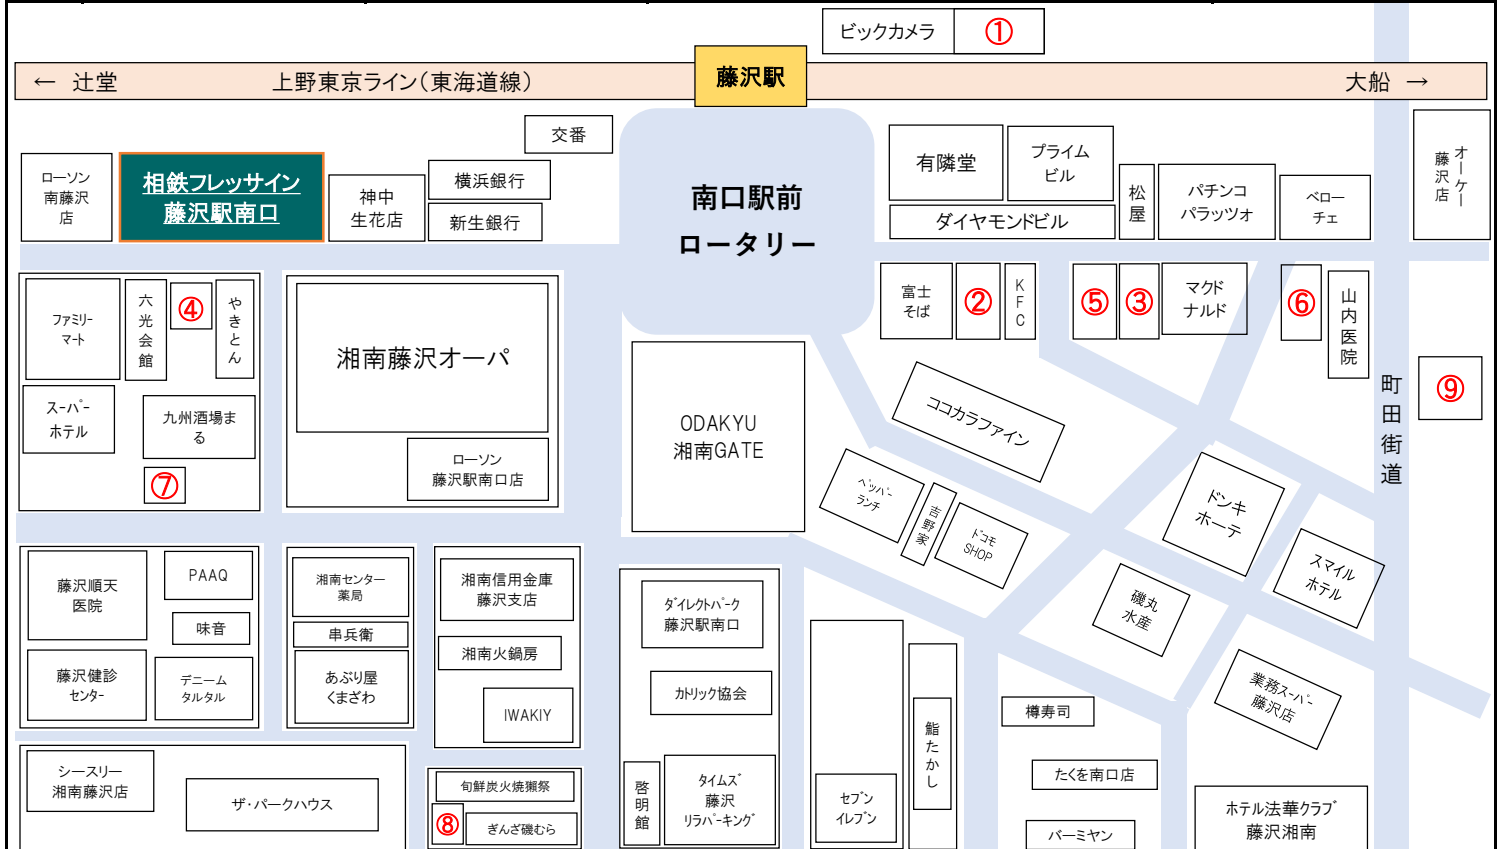 ビックカメラ
①
← 辻堂
上野東京ライン(東海道線)
藤沢駅
大船 →
交番
ローソン
南藤沢
店
相鉄フレッサイン
藤沢駅南口
神中
生花店
横浜銀行
新生銀行
南口駅前
ロータリー
有隣堂
プライム
ビル
ダイヤモンドビル
松
屋
パチンコ
パラッツォ
ベロー
チェ
オーケー
藤沢店
ファミリー
マート
六
光
会
館
④
や
き
と
ん
スーパー
ホテル
九州酒場ま
る
⑦
湘南藤沢オーパ
ローソン
藤沢駅南口店
ODAKYU
湘南GATE
富士
そば
②
K
F
C
⑤
③
マクド
ナルド
⑥
山
内
医
院
町
田
街
道
⑨
ココカラファイン
ペッパー
ランチ
吉
野
家
ドコモ
SHOP
ドンキ
ホーテ
スマイル
ホテル
磯丸
水産
業務スーパー
藤沢店
藤沢順天
医院
PAAQ
味音
藤沢健診
センター
デニーム
タルタル
湘南センター
薬局
串兵衛
あぶり屋
くまざわ
湘南信用金庫
藤沢支店
湘南火鍋房
IWAKIY
ダイレクトパーク
藤沢駅南口
カトリック協会
啓
明
館
タイムズ
藤沢
リラパーキング
セブン
イレブン
鮨
た
か
し
樽寿司
たくを南口店
バーミヤン
ホテル法華クラブ
藤沢湘南
シースリー
湘南藤沢店
ザ・パークハウス
旬鮮炭火焼獺祭
⑧
ぎんざ磯むら